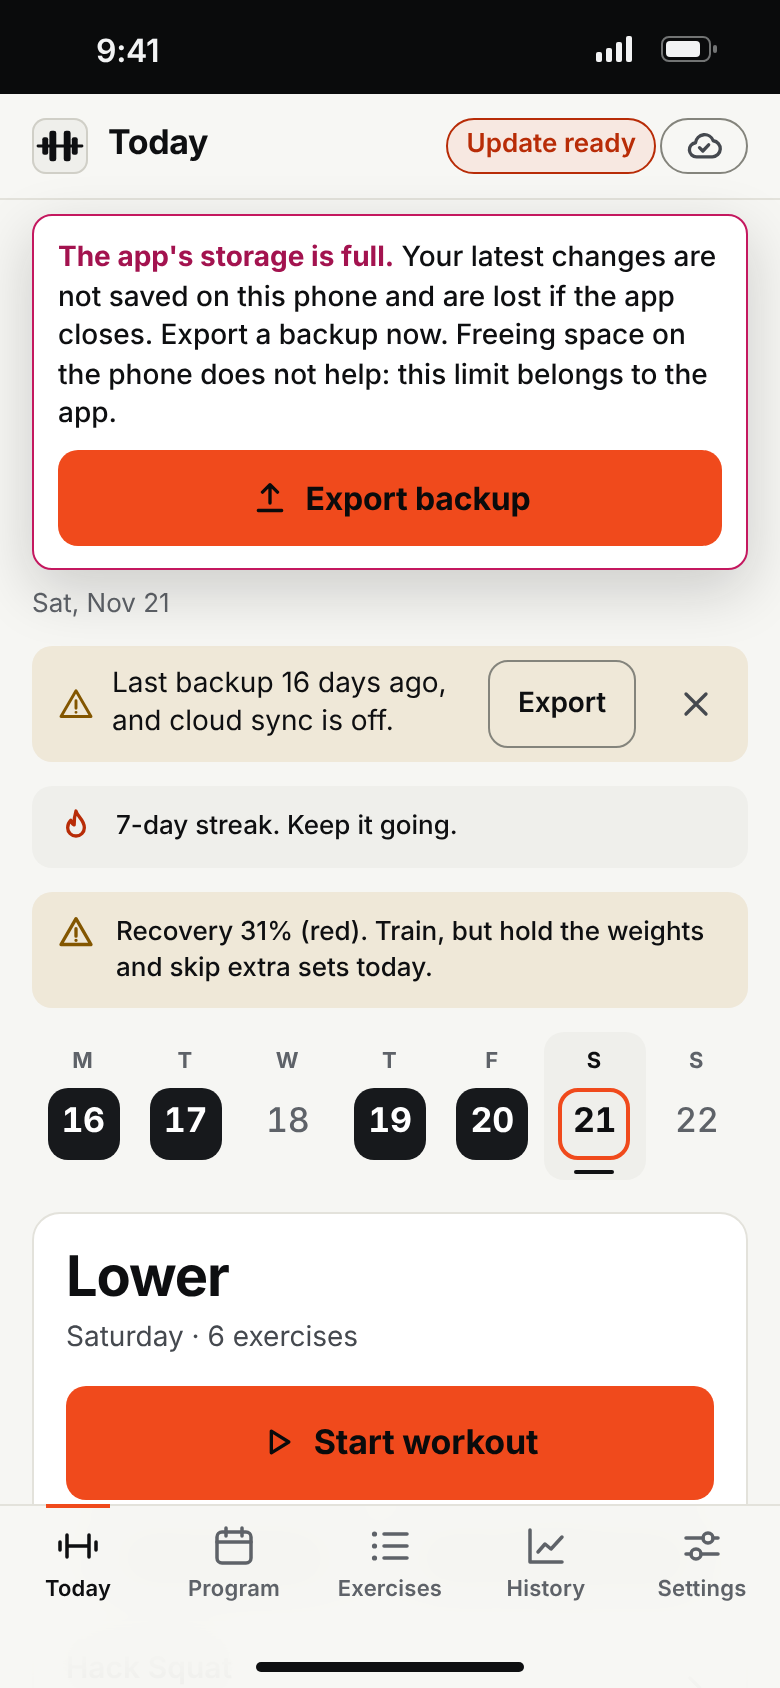 9:41
Today
Update ready
The app's storage is full. Your latest changes are
not saved on this phone and are lost if the app
closes. Export a backup now. Freeing space on
the phone does not help: this limit belongs to the
app.
Export backup
Sat, Nov 21
Last backup 16 days ago,
and cloud sync is off.
Export
7-day streak. Keep it going.
Recovery 31% (red). Train, but hold the weights
and skip extra sets today.
M T W T F S S
16 17 18 19 20 21 22
Lower
Saturday · 6 exercises
Start workout
Today Program Exercises History Settings
Hack Squat